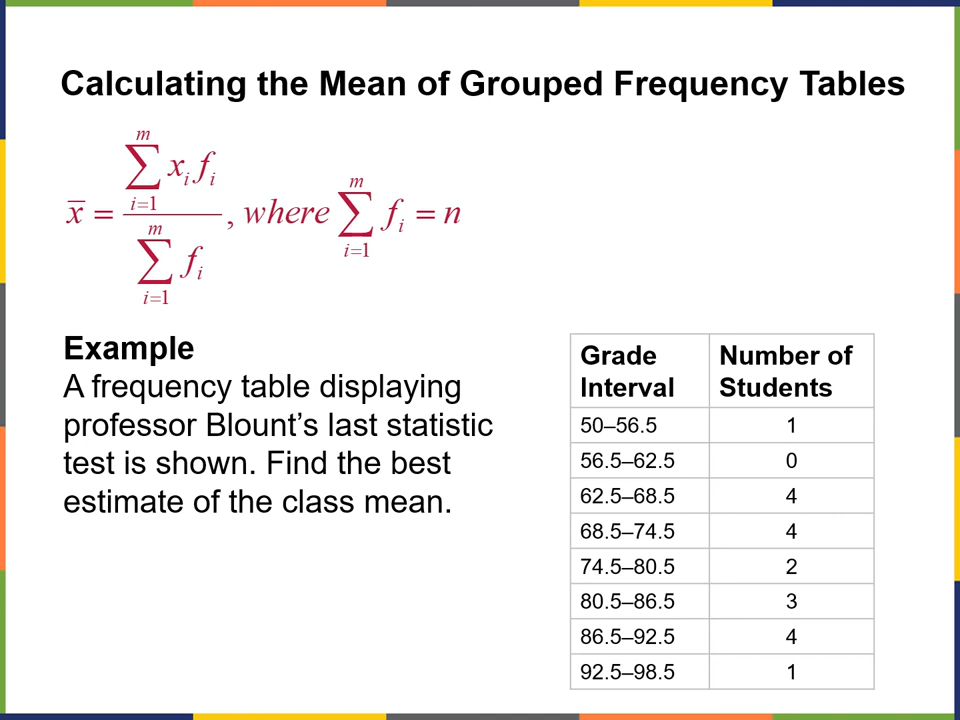 Calculating the Mean of Grouped Frequency Tables
x̄ = ∑_{i=1}^{m} x_i f_i / ∑_{i=1}^{m} f_i , where ∑_{i=1}^{m} f_i = n
Example
A frequency table displaying
professor Blount’s last statistic
test is shown. Find the best
estimate of the class mean.
Grade Interval Number of Students
50–56.5 1
56.5–62.5 0
62.5–68.5 4
68.5–74.5 4
74.5–80.5 2
80.5–86.5 3
86.5–92.5 4
92.5–98.5 1